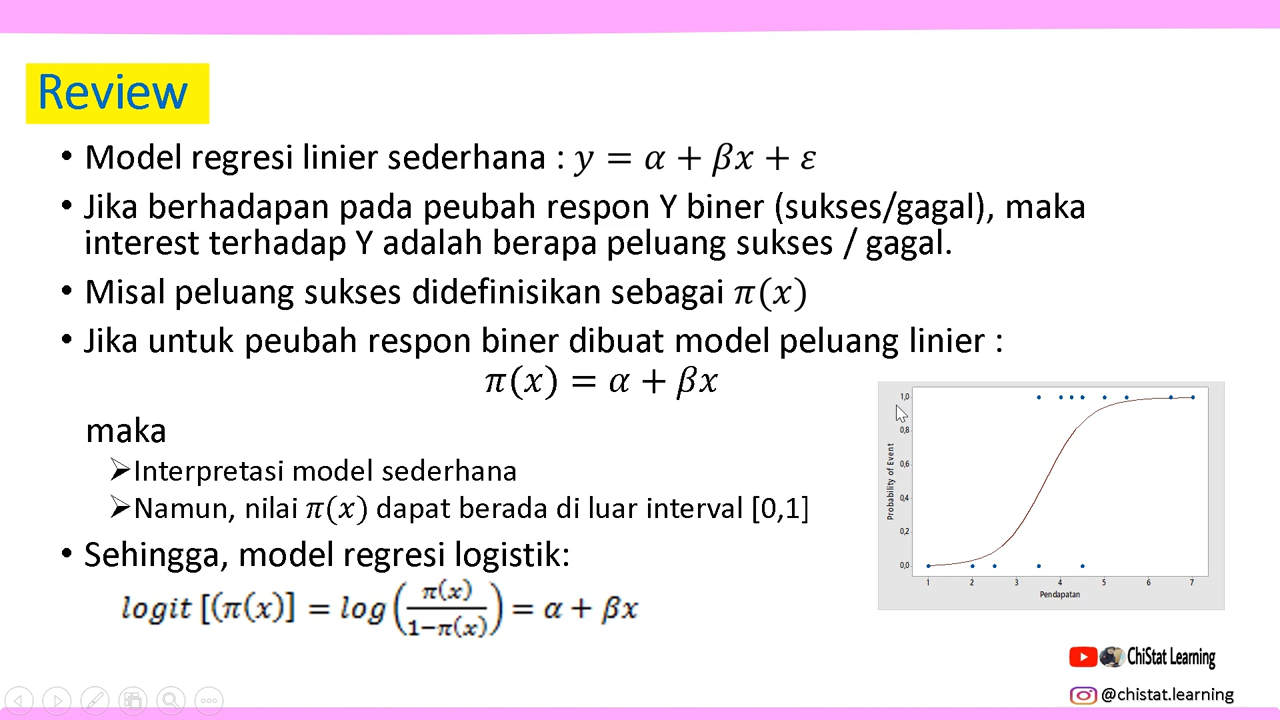 Review
• Model regresi linier sederhana : 𝑦 = 𝛼 + 𝛽𝑥 + 𝜀
• Jika berhadapan pada peubah respon Y biner (sukses/gagal), maka
interest terhadap Y adalah berapa peluang sukses / gagal.
• Misal peluang sukses didefinisikan sebagai 𝜋(𝑥)
• Jika untuk peubah respon biner dibuat model peluang linier :
𝜋(𝑥) = 𝛼 + 𝛽𝑥
maka
➢Interpretasi model sederhana
➢Namun, nilai 𝜋(𝑥) dapat berada di luar interval [0,1]
• Sehingga, model regresi logistik:
logit [(π(x)] = log(π(x)/1−π(x)) = α + βx
Probability of Event
1,0
0,8
0,6
0,4
0,2
0,0
1 2 3 4 5 6 7
Pendapatan
ChiStat Learning
@chistat.learning